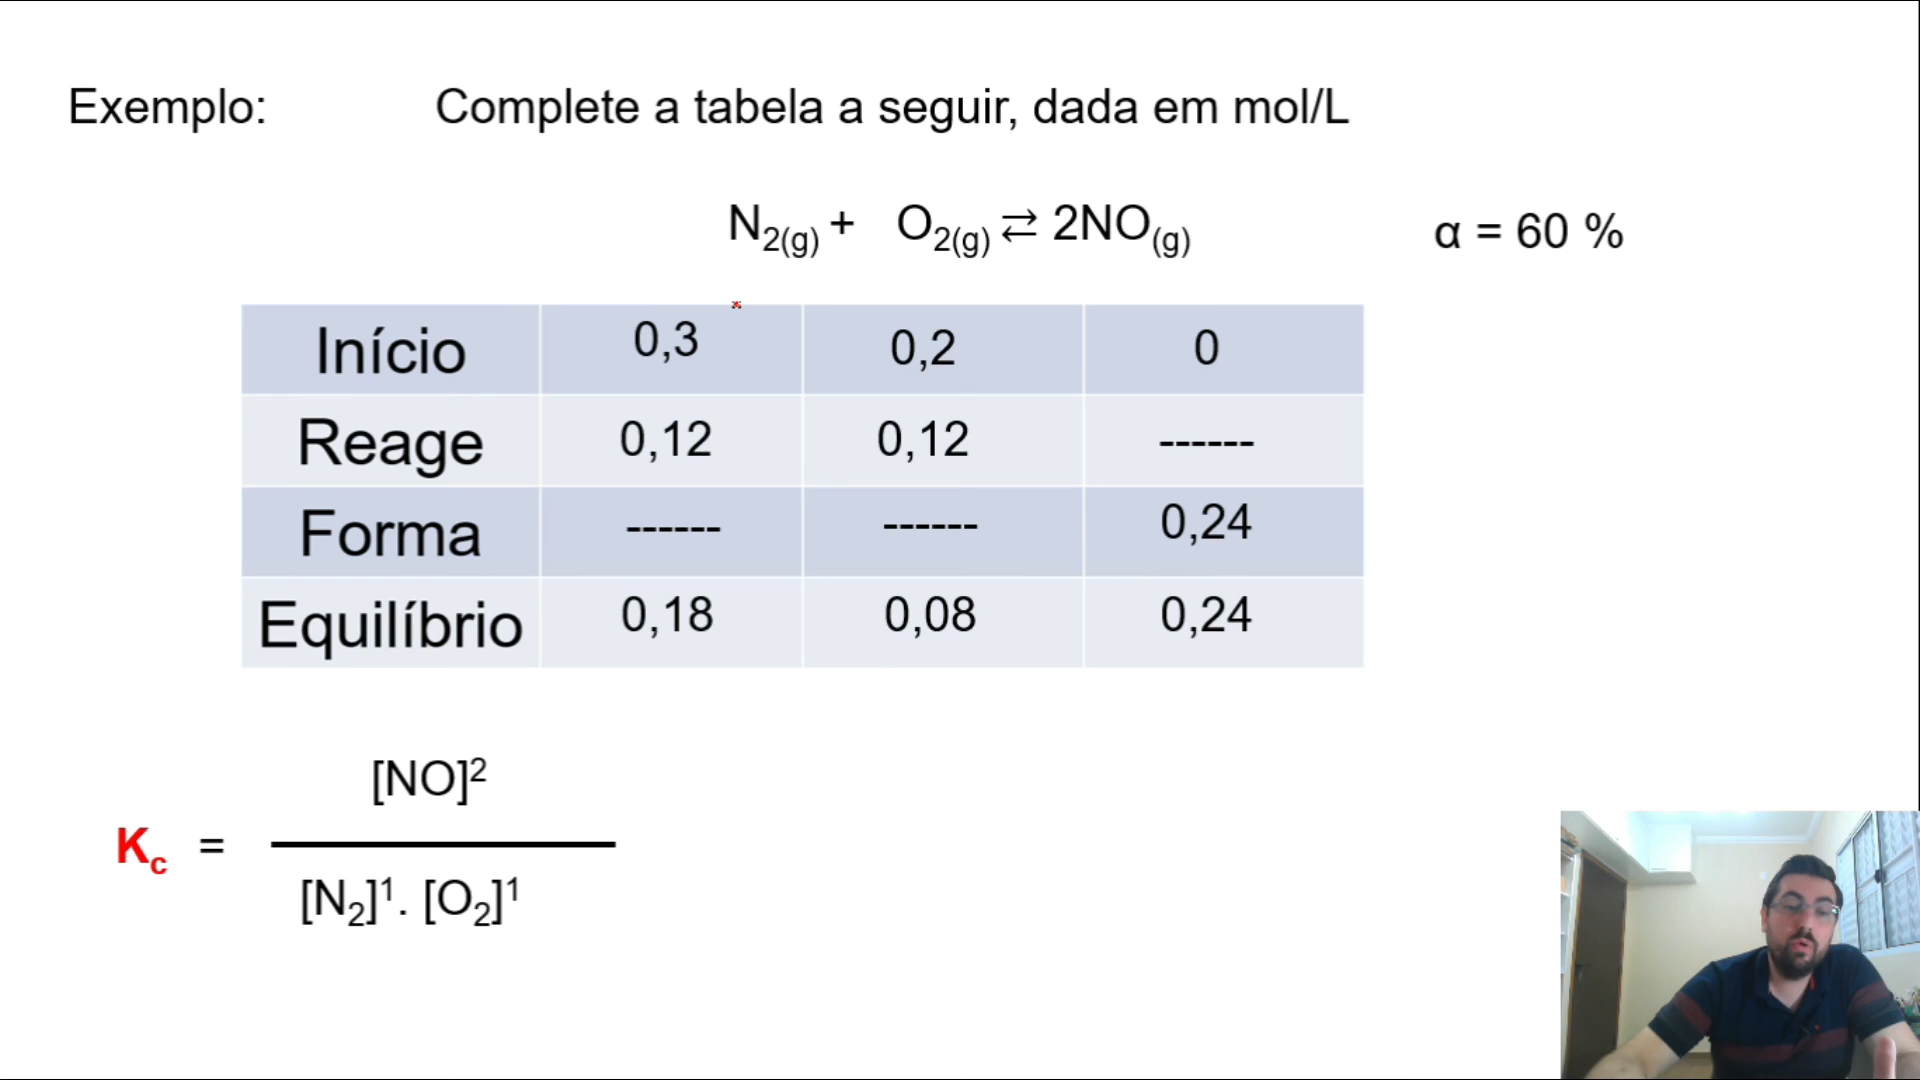 Exemplo: Complete a tabela a seguir, dada em mol/L
N₂(g) + O₂(g) ⇄ 2NO(g) α = 60 %
Início 0,3 0,2 0
Reage 0,12 0,12 ------
Forma ------ ------ 0,24
Equilíbrio 0,18 0,08 0,24
[NO]²
Kc =
[N₂]¹. [O₂]¹